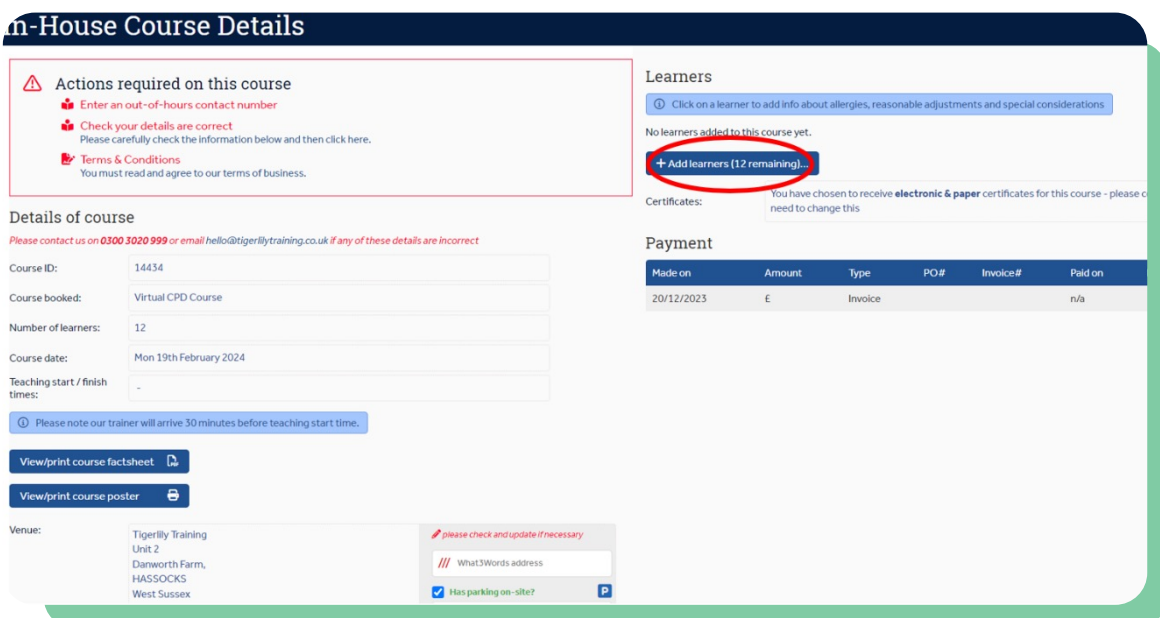 n-House Course Details
Actions required on this course
Enter an out-of-hours contact number
Check your details are correct
Please carefully check the information below and then click here.
Terms & Conditions
You must read and agree to our terms of business.
Details of course
Please contact us on 0300 3020 999 or email hello@tigerlilytraining.co.uk if any of these details are incorrect
Course ID: 14434
Course booked: Virtual CPD Course
Number of learners: 12
Course date: Mon 19th February 2024
Teaching start / finish
times: -
Please note our trainer will arrive 30 minutes before teaching start time.
View/print course factsheet
View/print course poster
Venue:
Tigerlily Training
Unit 2
Danworth Farm,
HASSOCKS
West Sussex
please check and update if necessary
/// What3Words address
Has parking on-site? P
Learners
Click on a learner to add info about allergies, reasonable adjustments and special considerations
No learners added to this course yet.
+ Add learners (12 remaining)...
Certificates:
You have chosen to receive electronic & paper certificates for this course - please c
need to change this
Payment
Made on Amount Type PO# Invoice# Paid on
20/12/2023 £ Invoice n/a